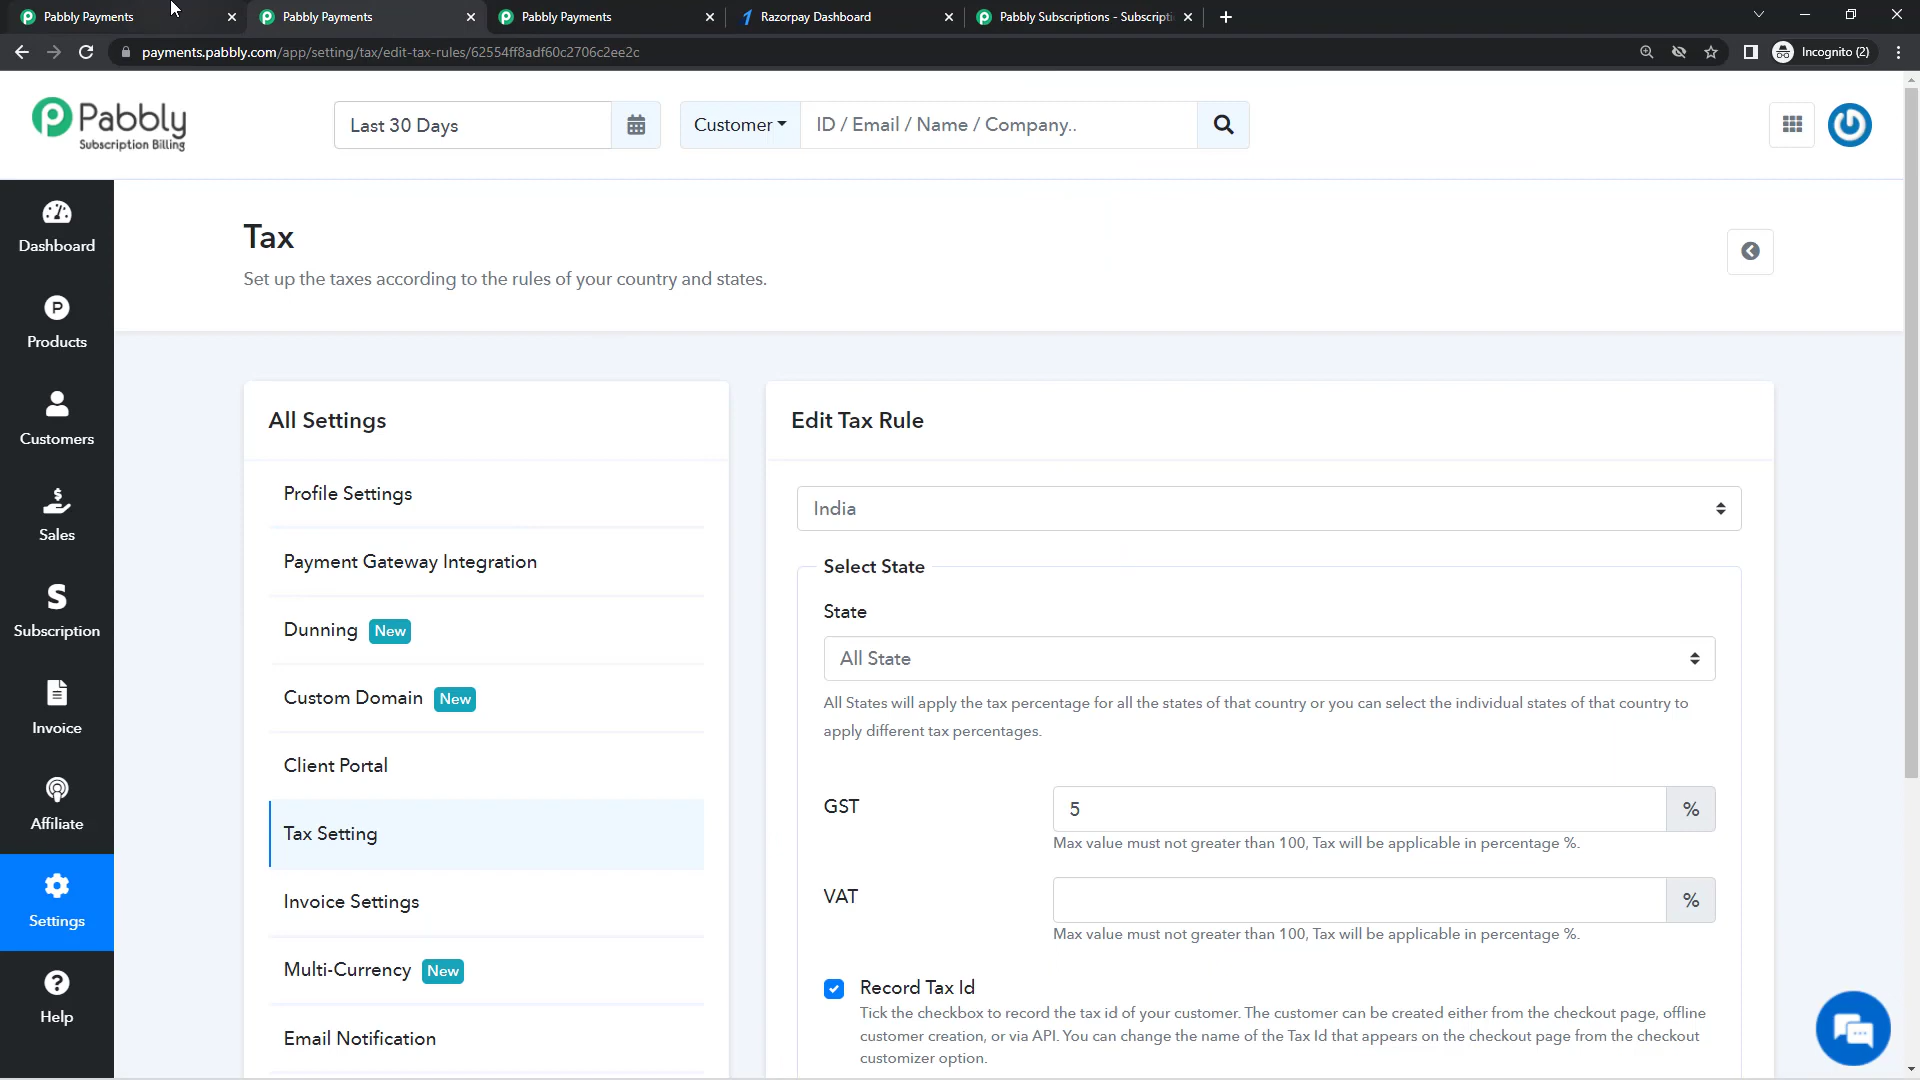 Pabbly Payments
Pabbly Payments
Pabbly Payments
Razorpay Dashboard
Pabbly Subscriptions - Subscripti
payments.pabbly.com/app/setting/tax/edit-tax-rules/62554ff8adf60c2706c2ee2c
Incognito (2)
Pabbly
Subscription Billing
Last 30 Days
Customer
ID / Email / Name / Company..
Dashboard
Products
Customers
Sales
Subscription
Invoice
Affiliate
Settings
Help
Tax
Set up the taxes according to the rules of your country and states.
All Settings
Profile Settings
Payment Gateway Integration
Dunning New
Custom Domain New
Client Portal
Tax Setting
Invoice Settings
Multi-Currency New
Email Notification
Edit Tax Rule
India
Select State
State
All State
All States will apply the tax percentage for all the states of that country or you can select the individual states of that country to
apply different tax percentages.
GST
5
%
Max value must not greater than 100, Tax will be applicable in percentage %.
VAT
%
Max value must not greater than 100, Tax will be applicable in percentage %.
Record Tax Id
Tick the checkbox to record the tax id of your customer. The customer can be created either from the checkout page, offline
customer creation, or via API. You can change the name of the Tax Id that appears on the checkout page from the checkout
customizer option.